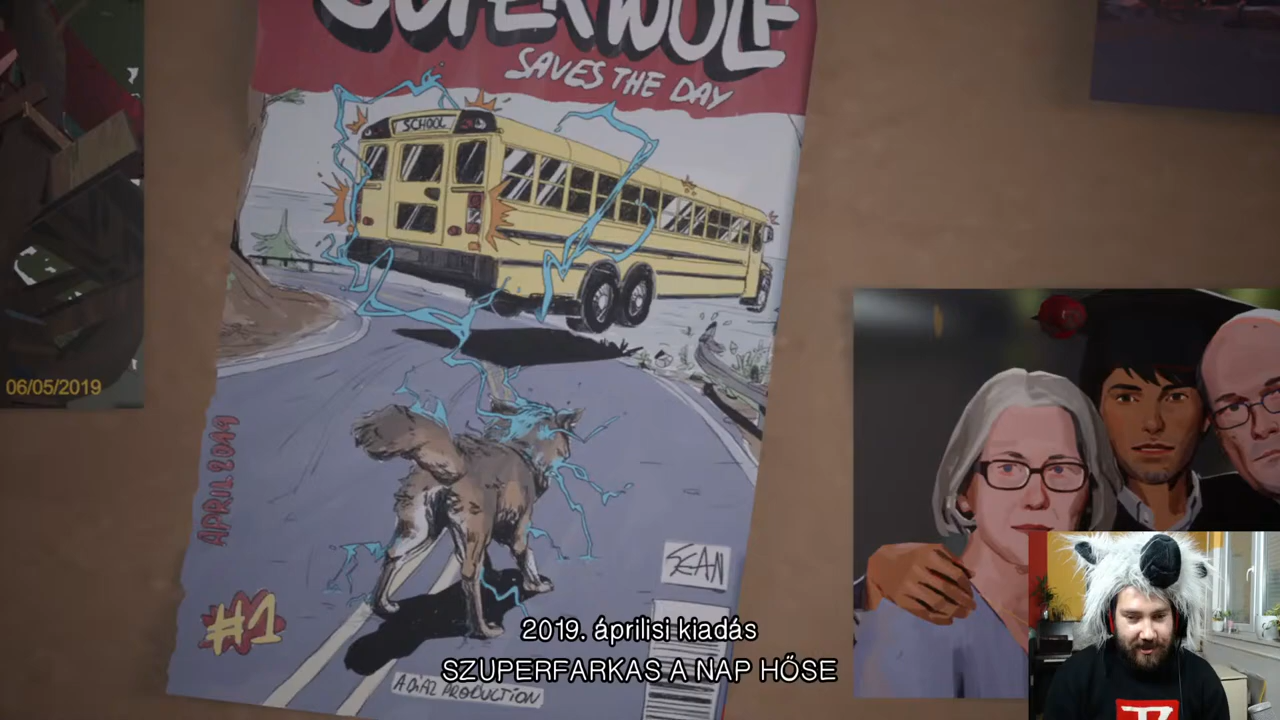 SUPERWOLF
SAVES THE DAY
SCHOOL
06/05/2019
APRIL 2019
#1
SEAN
A DIAZ PRODUCTION
2019. áprilisi kiadás
SZUPERFARKAS A NAP HŐSE